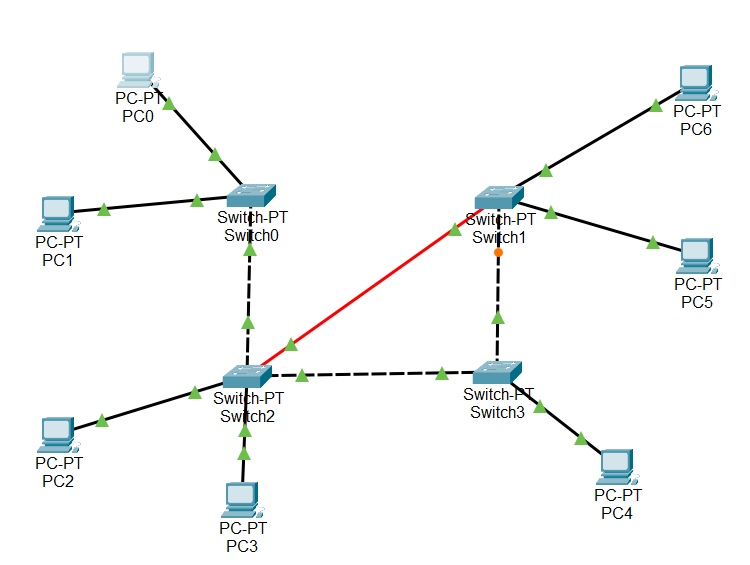 PC-PT
PC0
PC-PT
PC6
PC-PT
PC1
Switch-PT
Switch0
Switch-PT
Switch1
PC-PT
PC5
Switch-PT
Switch2
Switch-PT
Switch3
PC-PT
PC2
PC-PT
PC3
PC-PT
PC4